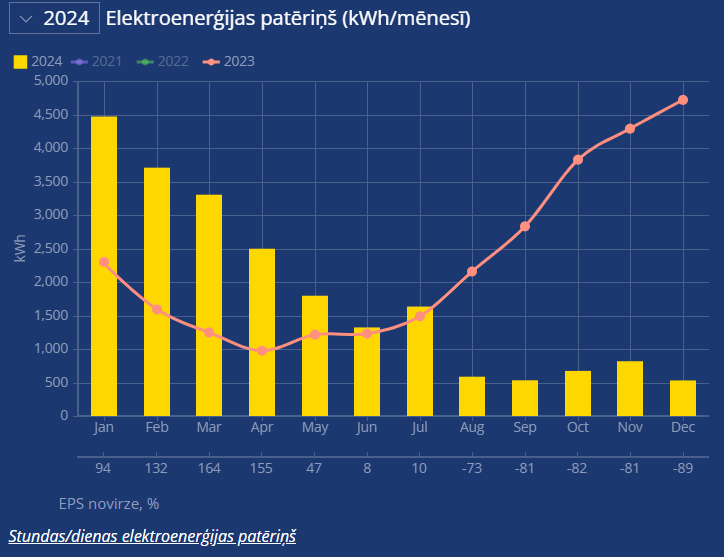 2024 Elektroenerģijas patēriņš (kWh/mēnesī)
2024 2021 2022 2023
5,000
4,500
4,000
3,500
3,000
2,500
2,000
1,500
1,000
500
0
kWh
Jan Feb Mar Apr May Jun Jul Aug Sep Oct Nov Dec
94 132 164 155 47 8 10 -73 -81 -82 -81 -89
EPS novirze, %
Stundas/dienas elektroenerģijas patēriņš